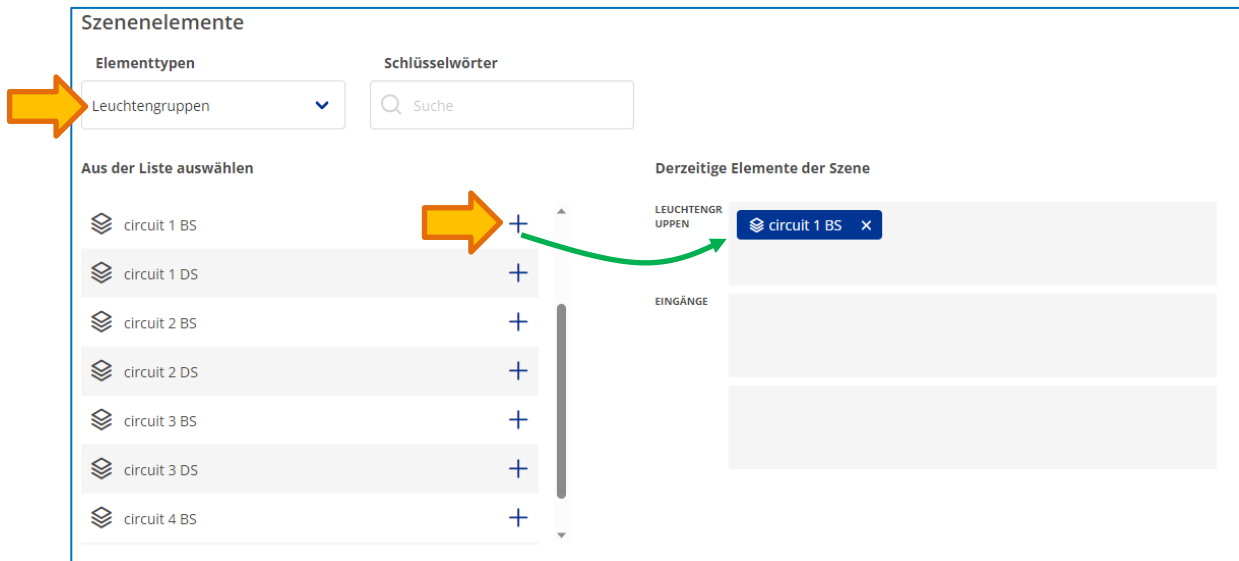 Szenenelemente
Elementtypen
Schlüsselwörter
Leuchtengruppen
Suche
Aus der Liste auswählen
Derzeitige Elemente der Szene
circuit 1 BS
circuit 1 DS
circuit 2 BS
circuit 2 DS
circuit 3 BS
circuit 3 DS
circuit 4 BS
LEUCHTENGR
UPPEN
circuit 1 BS
EINGÄNGE